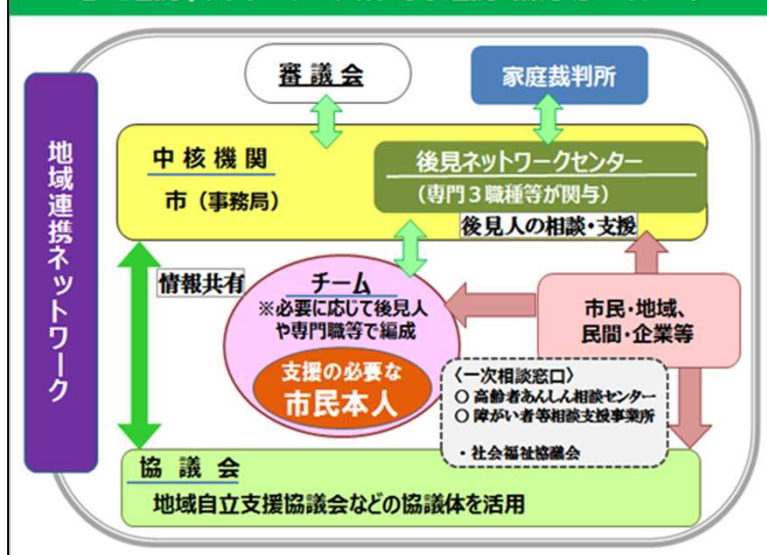 審議会
家庭裁判所
地域連携ネットワーク
中核機関
市（事務局）
後見ネットワークセンター
（専門３職種等が関与）
後見人の相談・支援
情報共有
チーム
※必要に応じて後見人
や専門職等で編成
支援の必要な
市民本人
市民・地域、
民間・企業等
〈一次相談窓口〉
○ 高齢者あんしん相談センター
○ 障がい者等相談支援事業所
・社会福祉協議会
協議会
地域自立支援協議会などの協議体を活用